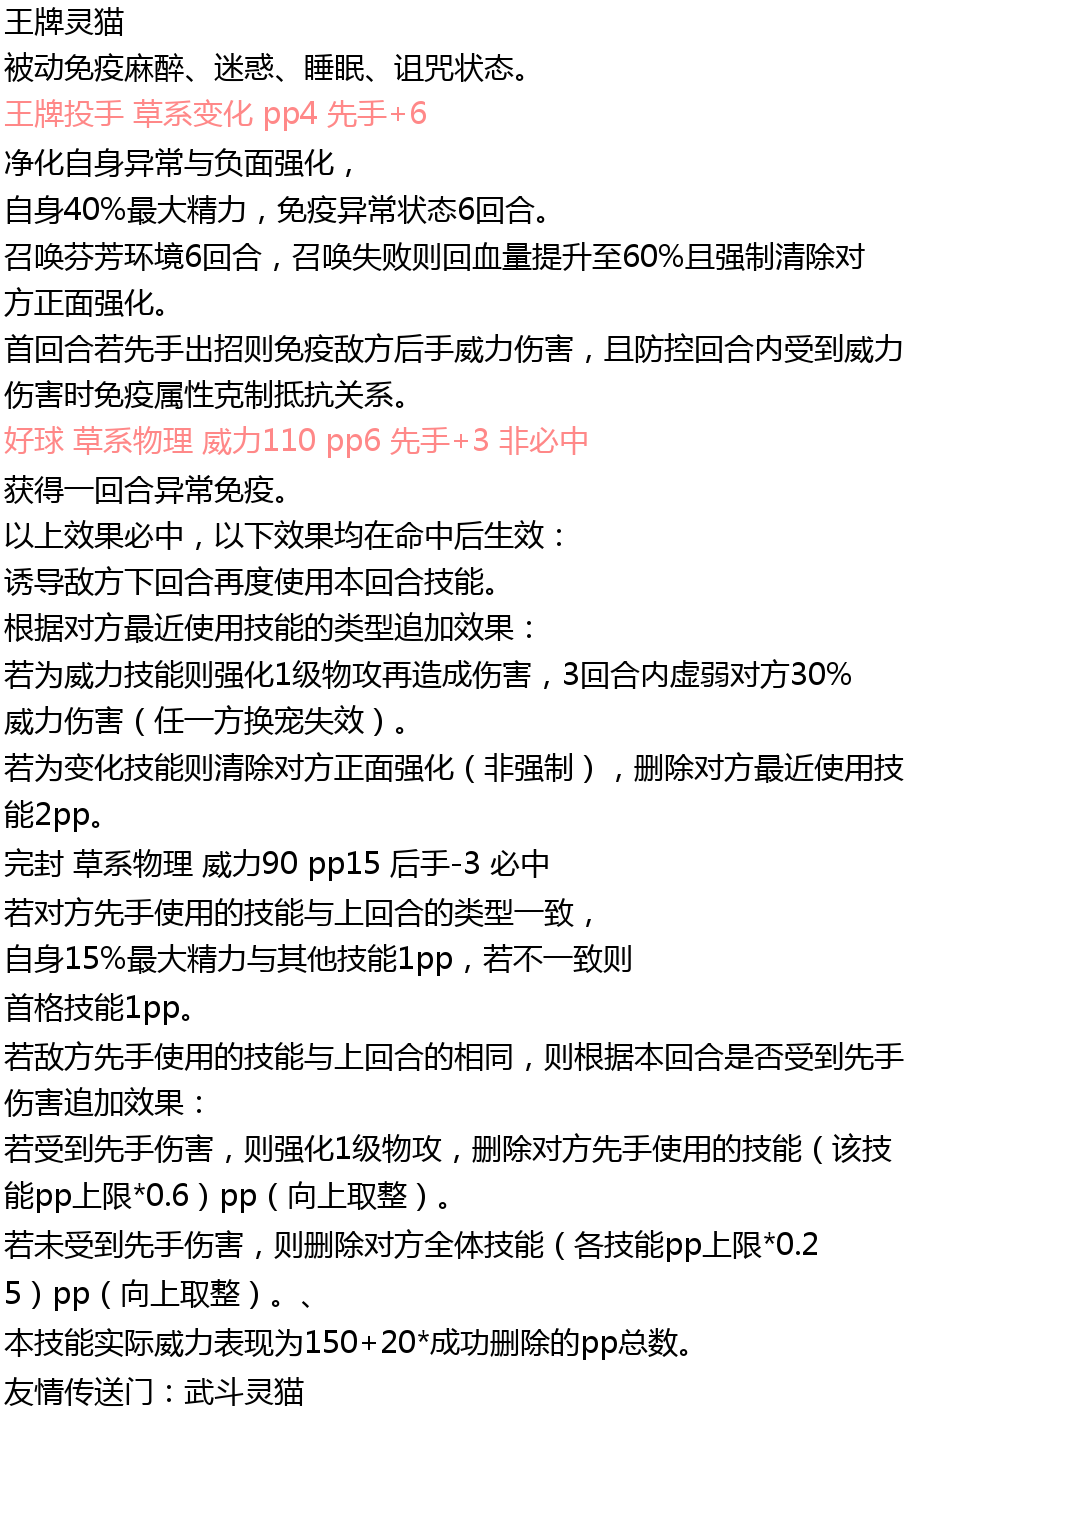 王牌灵猫
被动免疫麻醉、迷惑、睡眠、诅咒状态。
王牌投手 草系变化 pp4 先手+6
净化自身异常与负面强化，
自身40%最大精力，免疫异常状态6回合。
召唤芬芳环境6回合，召唤失败则回血量提升至60%且强制清除对
方正面强化。
首回合若先手出招则免疫敌方后手威力伤害，且防控回合内受到威力
伤害时免疫属性克制抵抗关系。
好球 草系物理 威力110 pp6 先手+3 非必中
获得一回合异常免疫。
以上效果必中，以下效果均在命中后生效：
诱导敌方下回合再度使用本回合技能。
根据对方最近使用技能的类型追加效果：
若为威力技能则强化1级物攻再造成伤害，3回合内虚弱对方30%
威力伤害（任一方换宠失效）。
若为变化技能则清除对方正面强化（非强制），删除对方最近使用技
能2pp。
完封 草系物理 威力90 pp15 后手-3 必中
若对方先手使用的技能与上回合的类型一致，
自身15%最大精力与其他技能1pp，若不一致则
首格技能1pp。
若敌方先手使用的技能与上回合的相同，则根据本回合是否受到先手
伤害追加效果：
若受到先手伤害，则强化1级物攻，删除对方先手使用的技能（该技
能pp上限*0.6）pp（向上取整）。
若未受到先手伤害，则删除对方全体技能（各技能pp上限*0.2
5）pp（向上取整）。、
本技能实际威力表现为150+20*成功删除的pp总数。
友情传送门：武斗灵猫